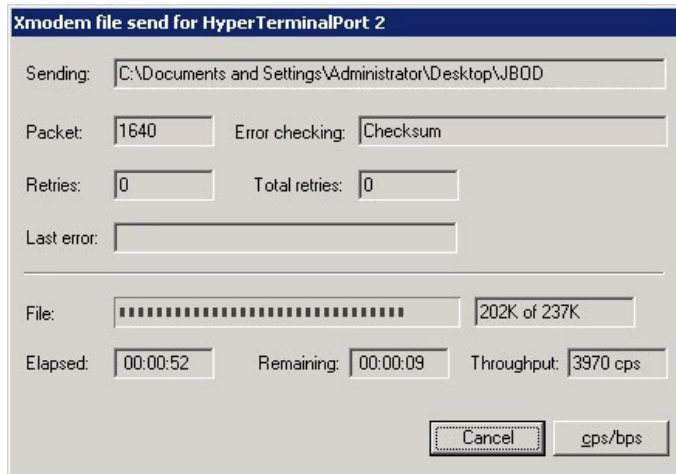 Xmodem file send for HyperTerminalPort 2
Sending: C:\Documents and Settings\Administrator\Desktop\JBOD
Packet: 1640 Error checking: Checksum
Retries: 0 Total retries: 0
Last error:
File: 202K of 237K
Elapsed: 00:00:52 Remaining: 00:00:09 Throughput: 3970 cps
Cancel cps/bps